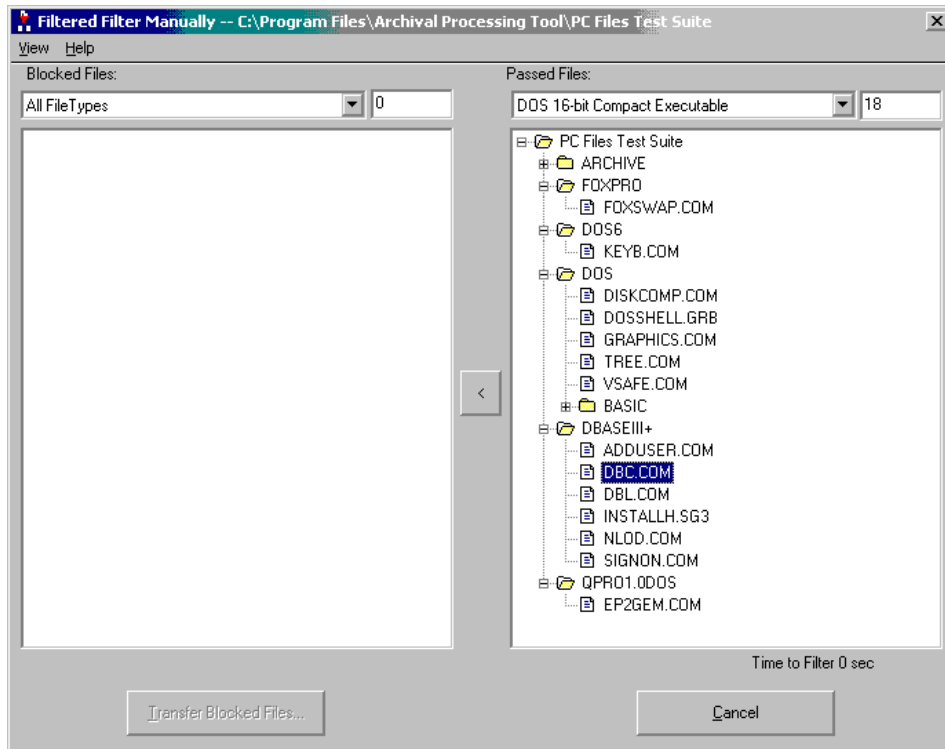 Filtered Filter Manually -- C:\Program Files\Archival Processing Tool\PC Files Test Suite
View Help
Blocked Files:
Passed Files:
All FileTypes
0
DOS 16-bit Compact Executable
18
PC Files Test Suite
ARCHIVE
FOXPRO
FOXSWAP.COM
DOS6
KEYB.COM
DOS
DISKCOMP.COM
DOSSHELL.GRB
GRAPHICS.COM
TREE.COM
VSAFE.COM
<
BASIC
DBASEIII+
ADDUSER.COM
DBC.COM
DBL.COM
INSTALLH.SG3
NLOD.COM
SIGNON.COM
QPRO1.0DOS
EP2GEM.COM
Time to Filter 0 sec
Transfer Blocked Files...
Cancel